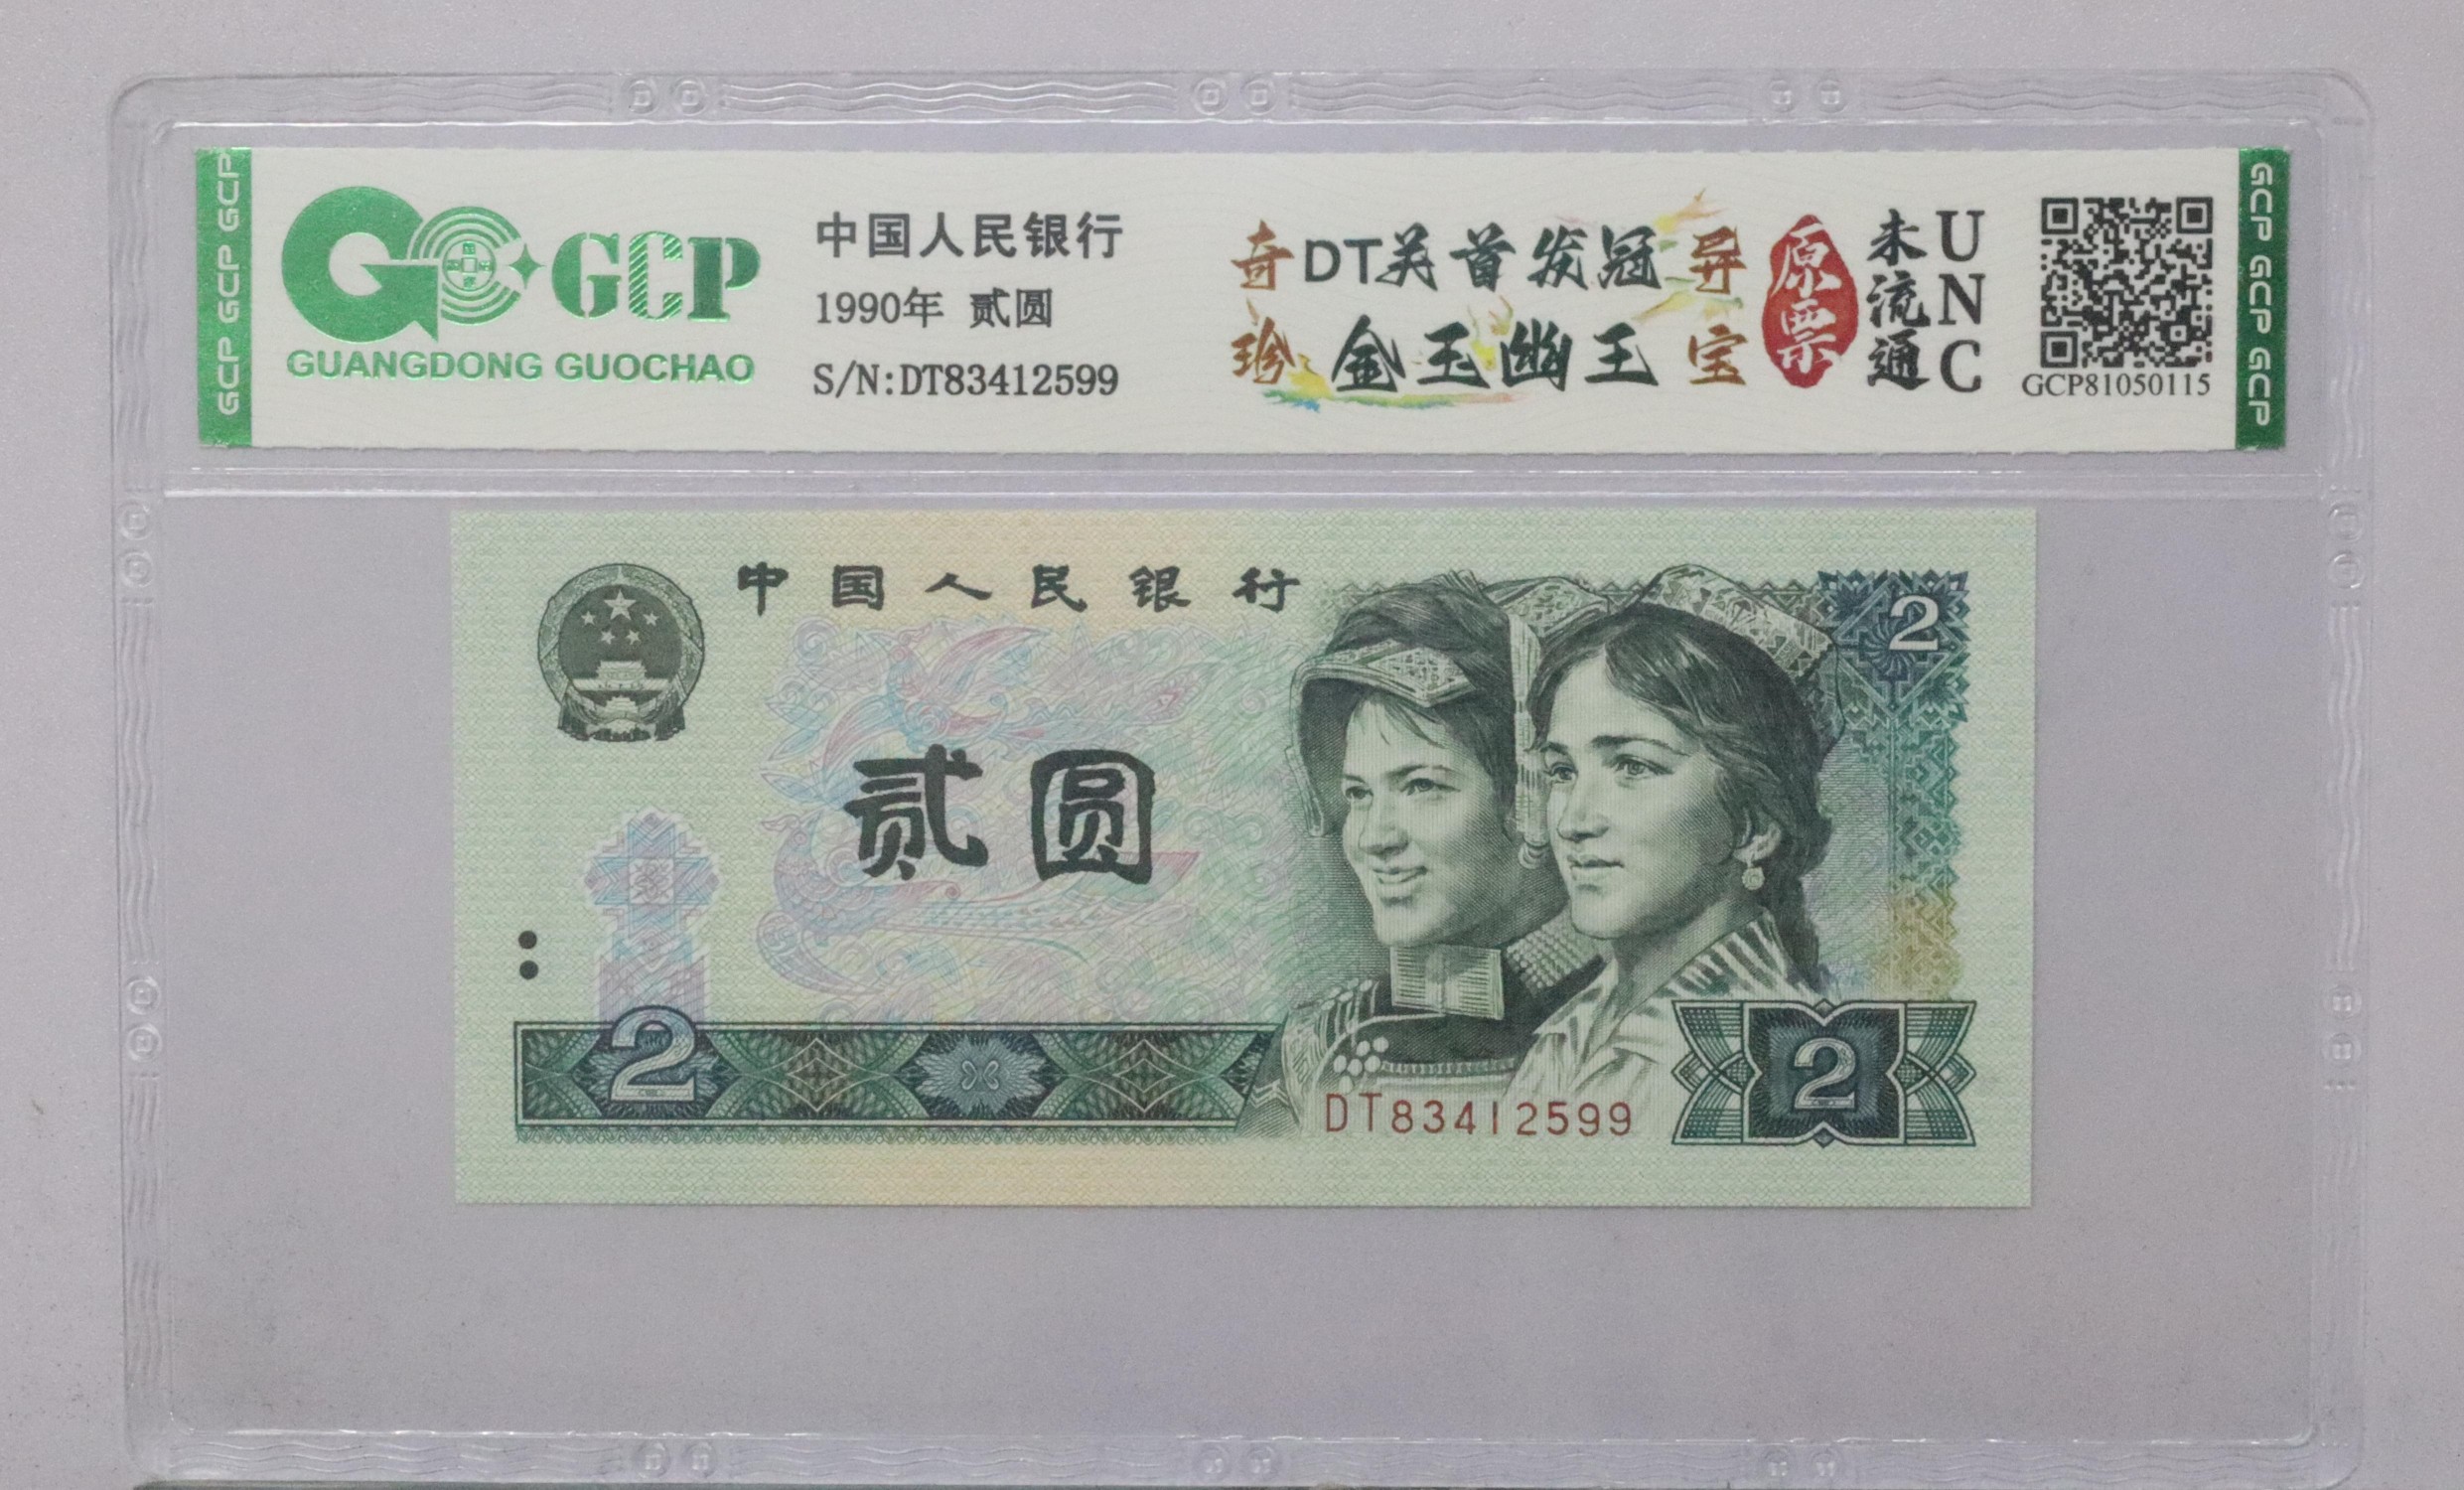 GCP GCP GCP
GCP
GUANGDONG GUOCHAO
中国人民银行
1990年 贰圆
S/N:DT83412599
奇DT关首发冠异
珍金玉幽王宝
原票
未流通
UNC
GCP81050115
GCP GCP GCP
中国人民银行
2
贰圆
2
DT83412599
2